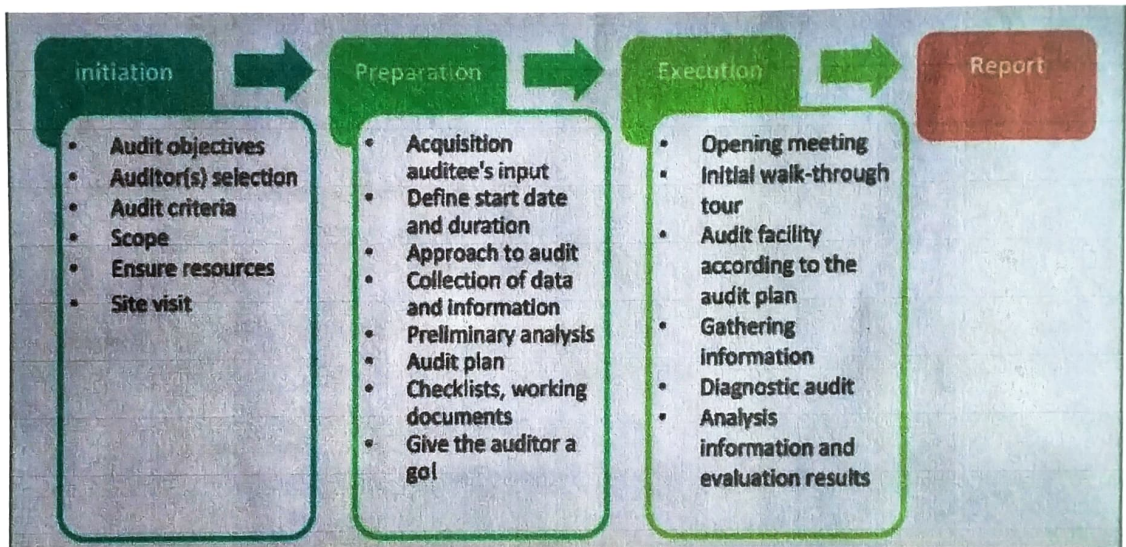 initiation
Audit objectives
Auditor(s) selection
Audit criteria
Scope
Ensure resources
Site visit
Preparation
Acquisition
auditee's input
Define start date
and duration
Approach to audit
Collection of data
and information
Preliminary analysis
Audit plan
Checklists, working
documents
Give the auditor a
go!
Execution
Opening meeting
Initial walk-through
tour
Audit facility
according to the
audit plan
Gathering
information
Diagnostic audit
Analysis
information and
evaluation results
Report